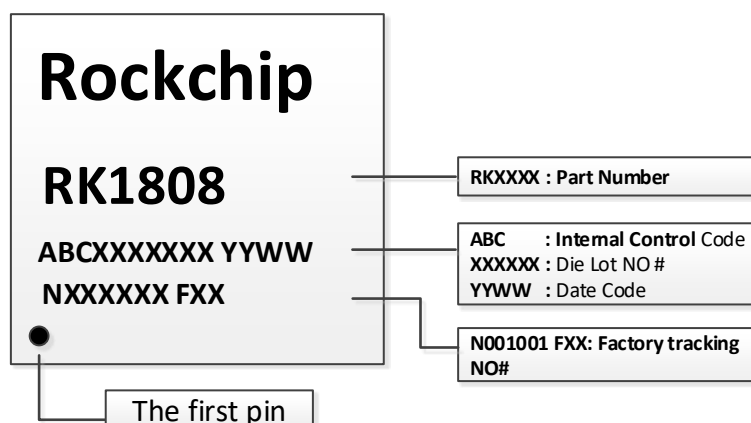 Rockchip
RK1808
ABCXXXXXXX YYWW
NXXXXXX FXX
RKXXXX : Part Number
ABC : Internal Control Code
XXXXXX : Die Lot NO #
YYWW : Date Code
N001001 FXX: Factory tracking
NO#
The first pin